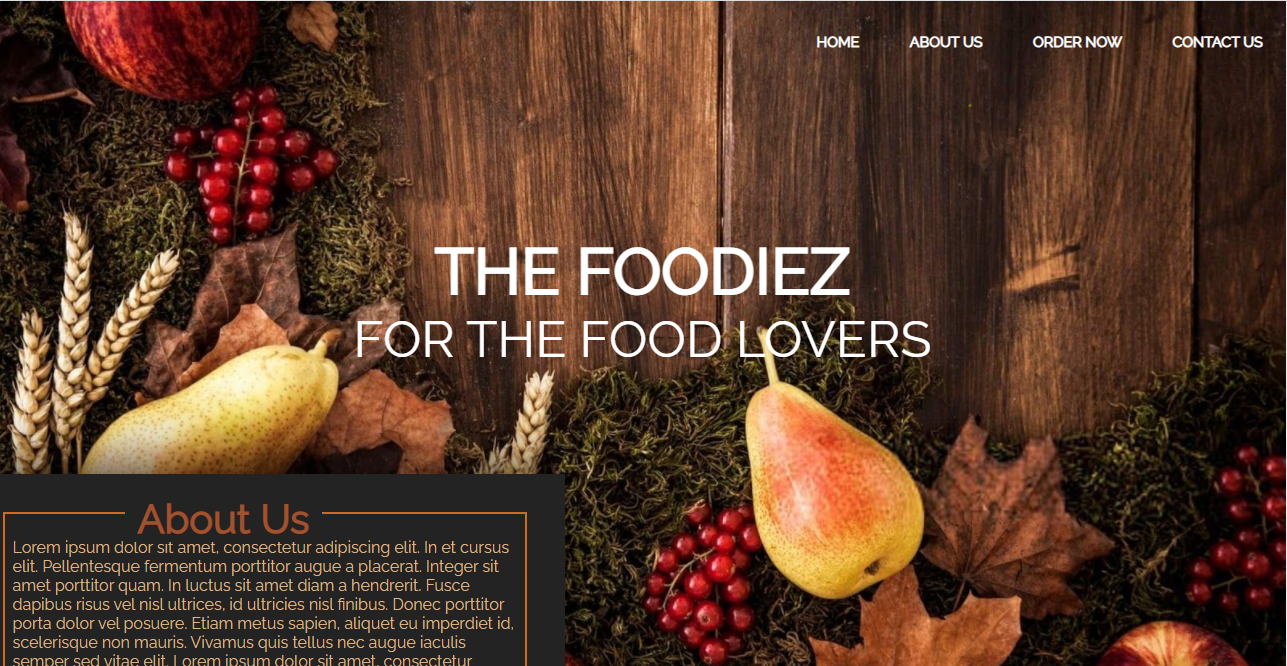 HOME ABOUT US ORDER NOW CONTACT US
THE FOODIEZ
FOR THE FOOD LOVERS
About Us
Lorem ipsum dolor sit amet, consectetur adipiscing elit. In et cursus
elit. Pellentesque fermentum porttitor augue a placerat. Integer sit
amet porttitor quam. In luctus sit amet diam a hendrerit. Fusce
dapibus risus vel nisl ultrices, id ultricies nisl finibus. Donec porttitor
porta dolor vel posuere. Etiam metus sapien, aliquet eu imperdiet id,
scelerisque non mauris. Vivamus quis tellus nec augue iaculis
semper sed vitae elit. Lorem ipsum dolor sit amet, consectetur